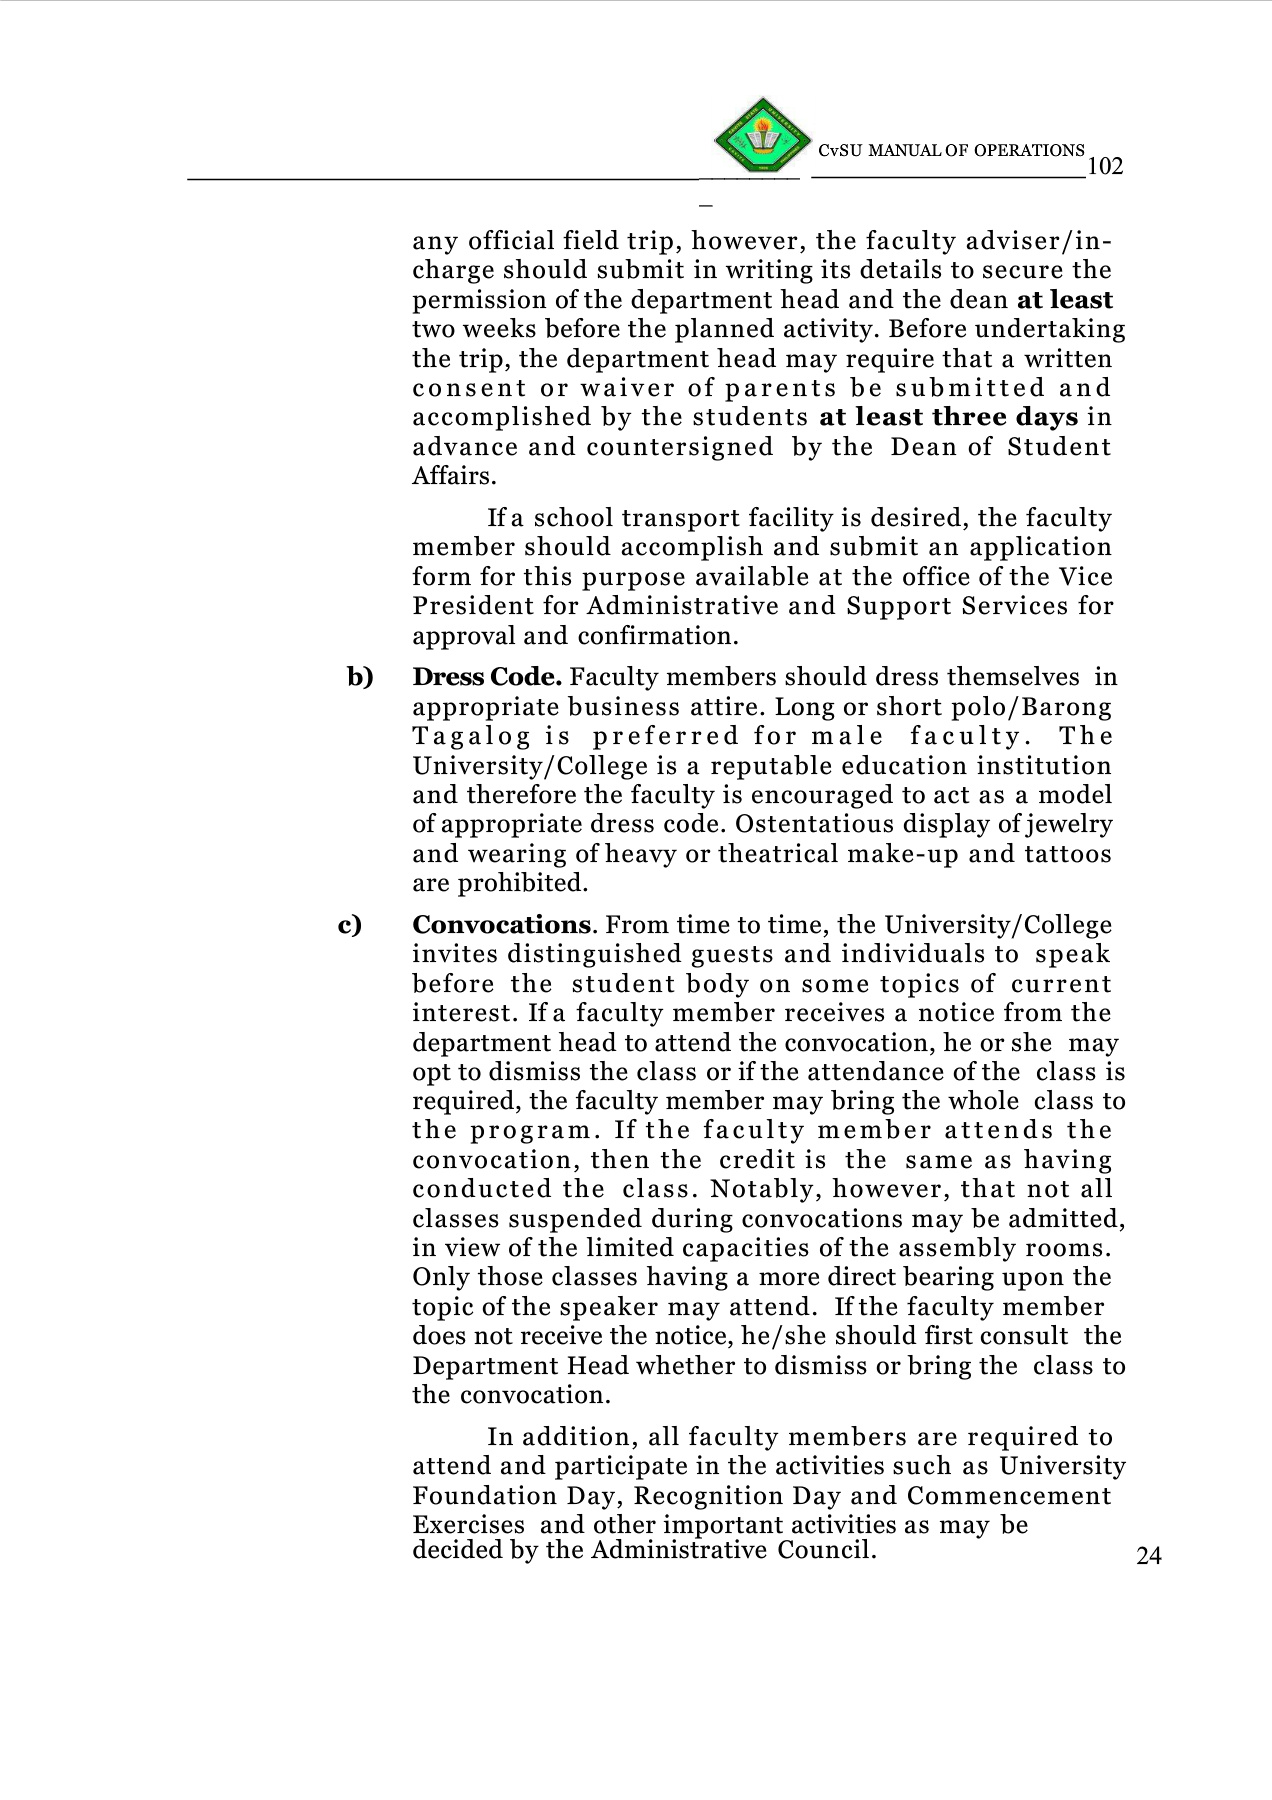 CvSU MANUAL OF OPERATIONS
102
any official field trip, however, the faculty adviser/in-
charge should submit in writing its details to secure the
permission of the department head and the dean at least
two weeks before the planned activity. Before undertaking
the trip, the department head may require that a written
consent or waiver of parents be submitted and
accomplished by the students at least three days in
advance and countersigned by the Dean of Student
Affairs.
If a school transport facility is desired, the faculty
member should accomplish and submit an application
form for this purpose available at the office of the Vice
President for Administrative and Support Services for
approval and confirmation.
b) Dress Code. Faculty members should dress themselves in
appropriate business attire. Long or short polo/Barong
Tagalog is preferred for male faculty. The
University/College is a reputable education institution
and therefore the faculty is encouraged to act as a model
of appropriate dress code. Ostentatious display of jewelry
and wearing of heavy or theatrical make-up and tattoos
are prohibited.
c) Convocations. From time to time, the University/College
invites distinguished guests and individuals to speak
before the student body on some topics of current
interest. If a faculty member receives a notice from the
department head to attend the convocation, he or she may
opt to dismiss the class or if the attendance of the class is
required, the faculty member may bring the whole class to
the program. If the faculty member attends the
convocation, then the credit is the same as having
conducted the class. Notably, however, that not all
classes suspended during convocations may be admitted,
in view of the limited capacities of the assembly rooms.
Only those classes having a more direct bearing upon the
topic of the speaker may attend. If the faculty member
does not receive the notice, he/she should first consult the
Department Head whether to dismiss or bring the class to
the convocation.
In addition, all faculty members are required to
attend and participate in the activities such as University
Foundation Day, Recognition Day and Commencement
Exercises and other important activities as may be
decided by the Administrative Council.
24